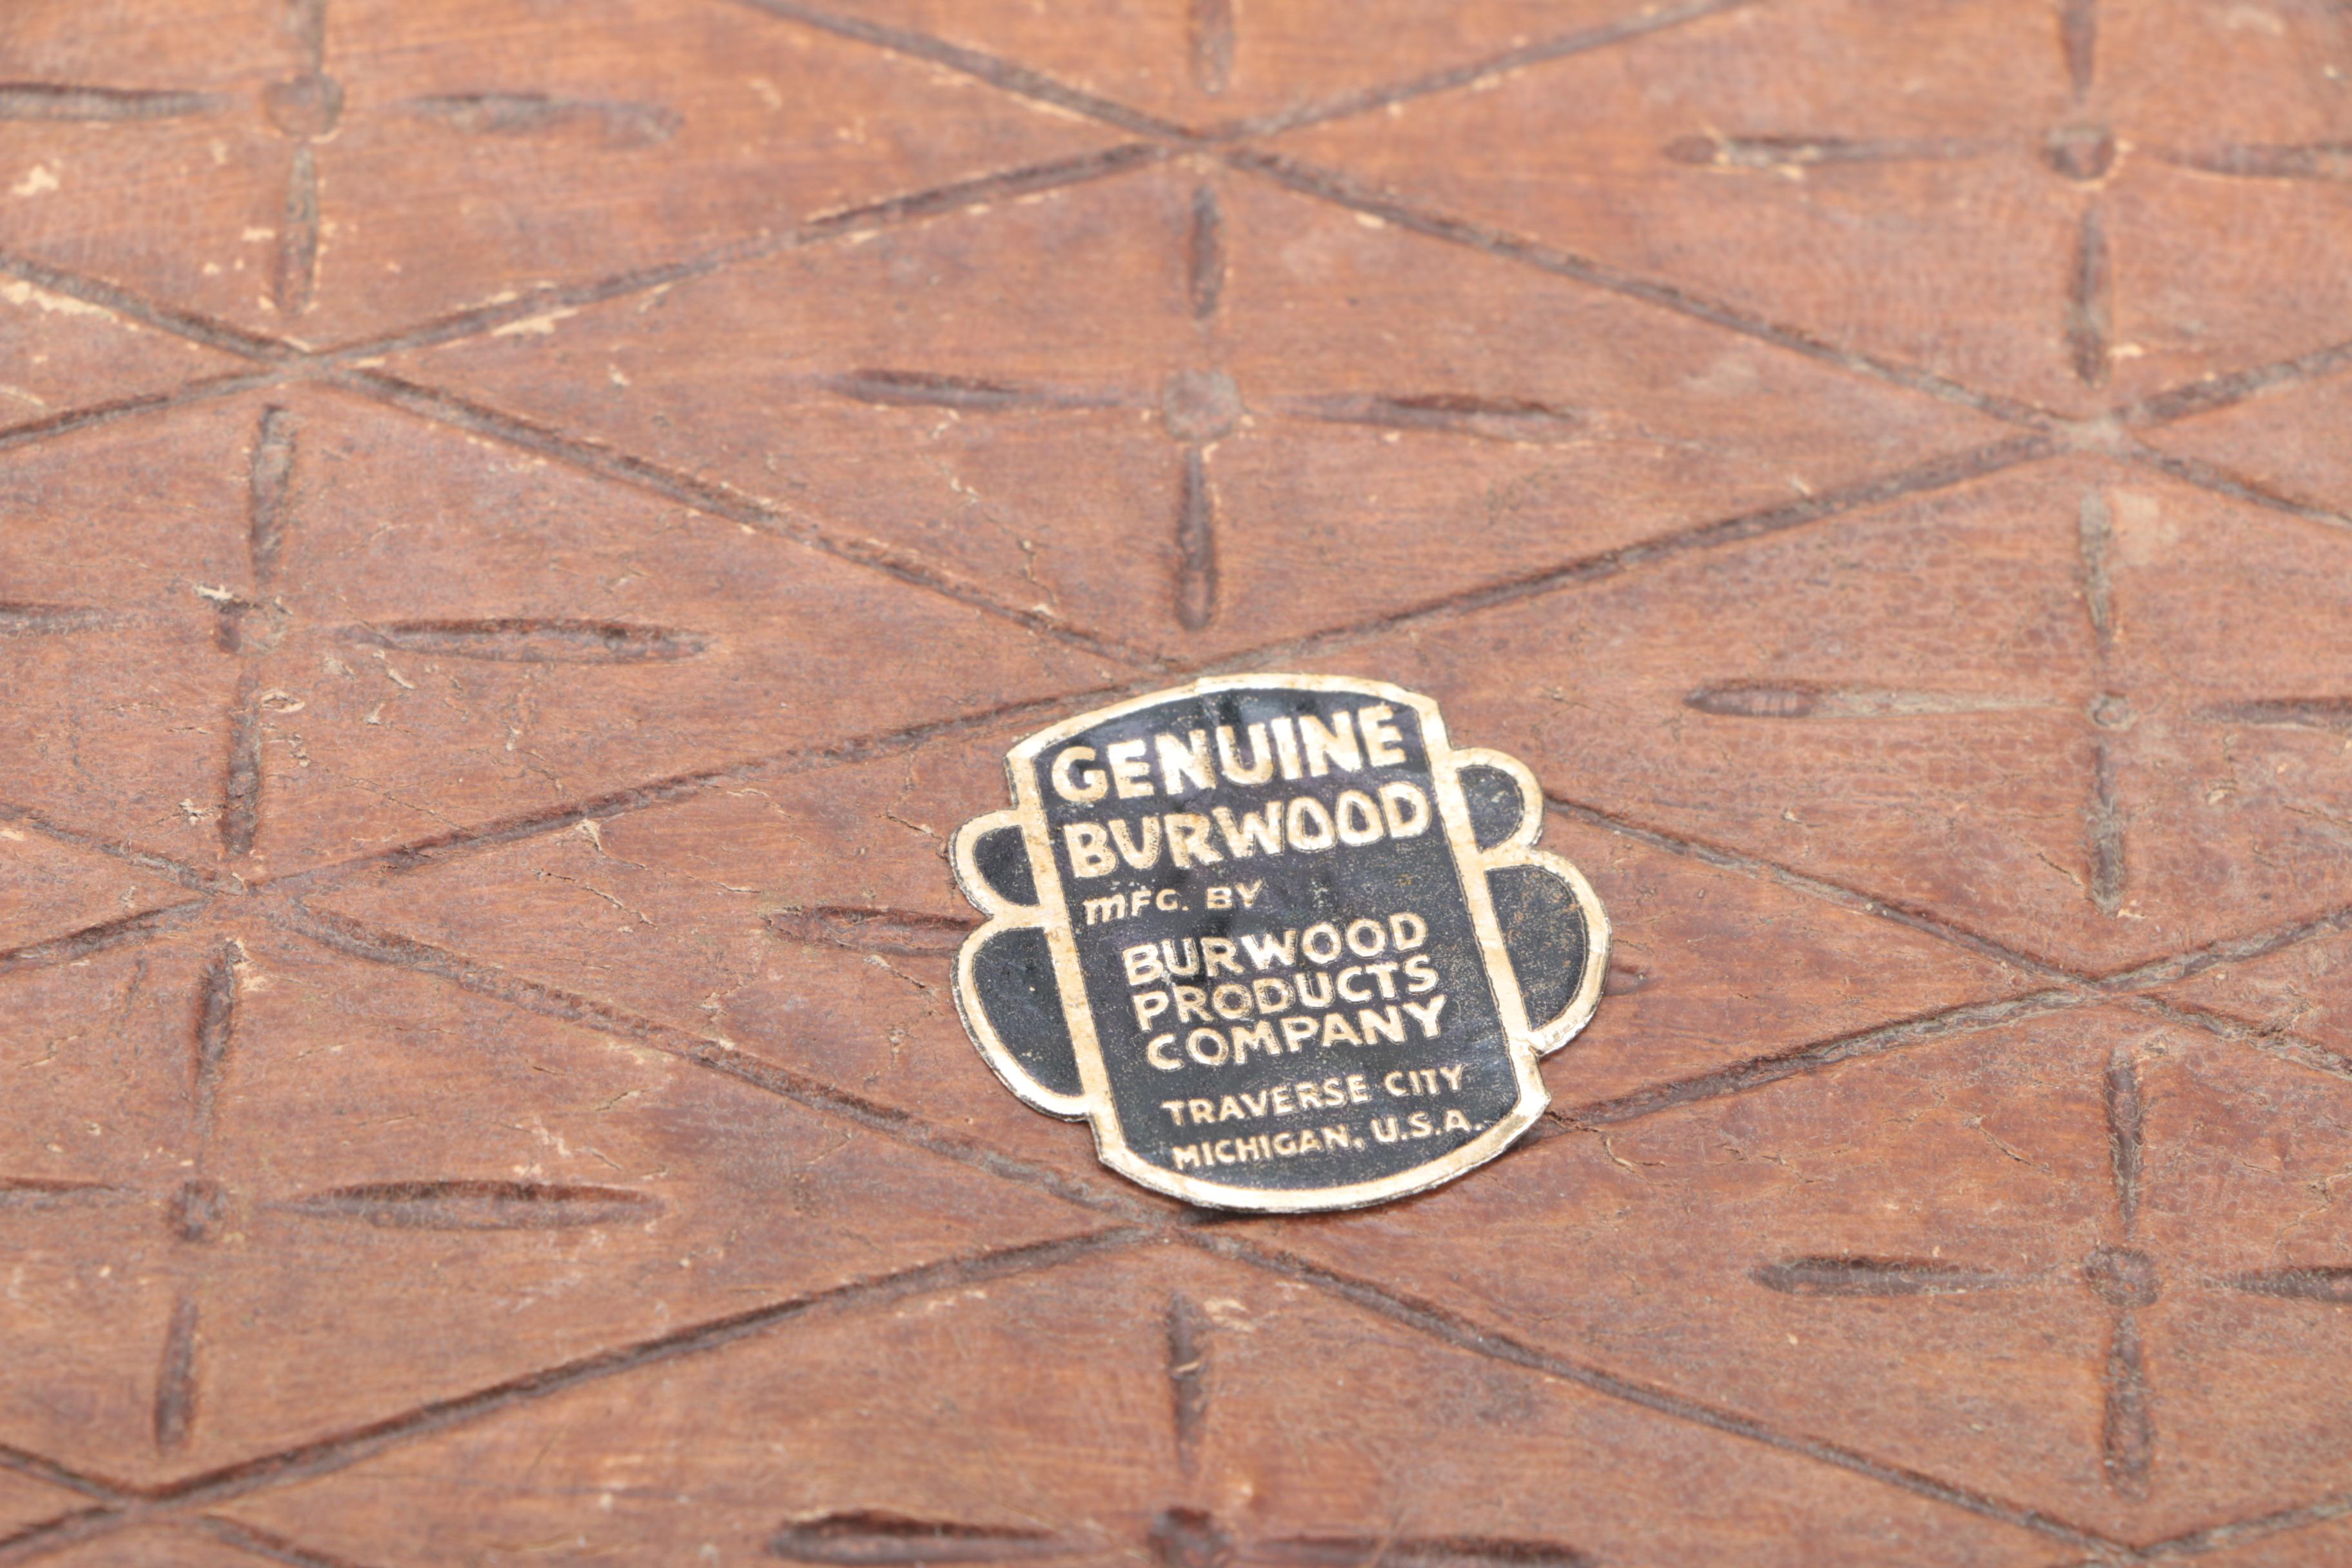 GENUINE
BURWOOD
mFG. BY
BURWOOD
PRODUCTS
COMPANY
TRAVERSE CITY
MICHIGAN, U.S.A.